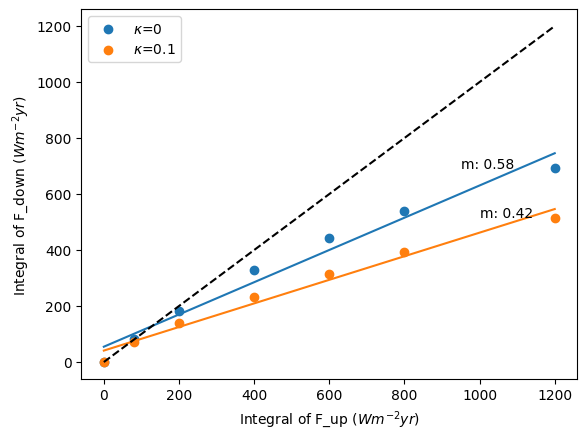 κ=0
κ=0.1
1200
1000
800
600
400
200
0
Integral of F_down (Wm⁻²yr)
m: 0.58
m: 0.42
0 200 400 600 800 1000 1200
Integral of F_up (Wm⁻²yr)